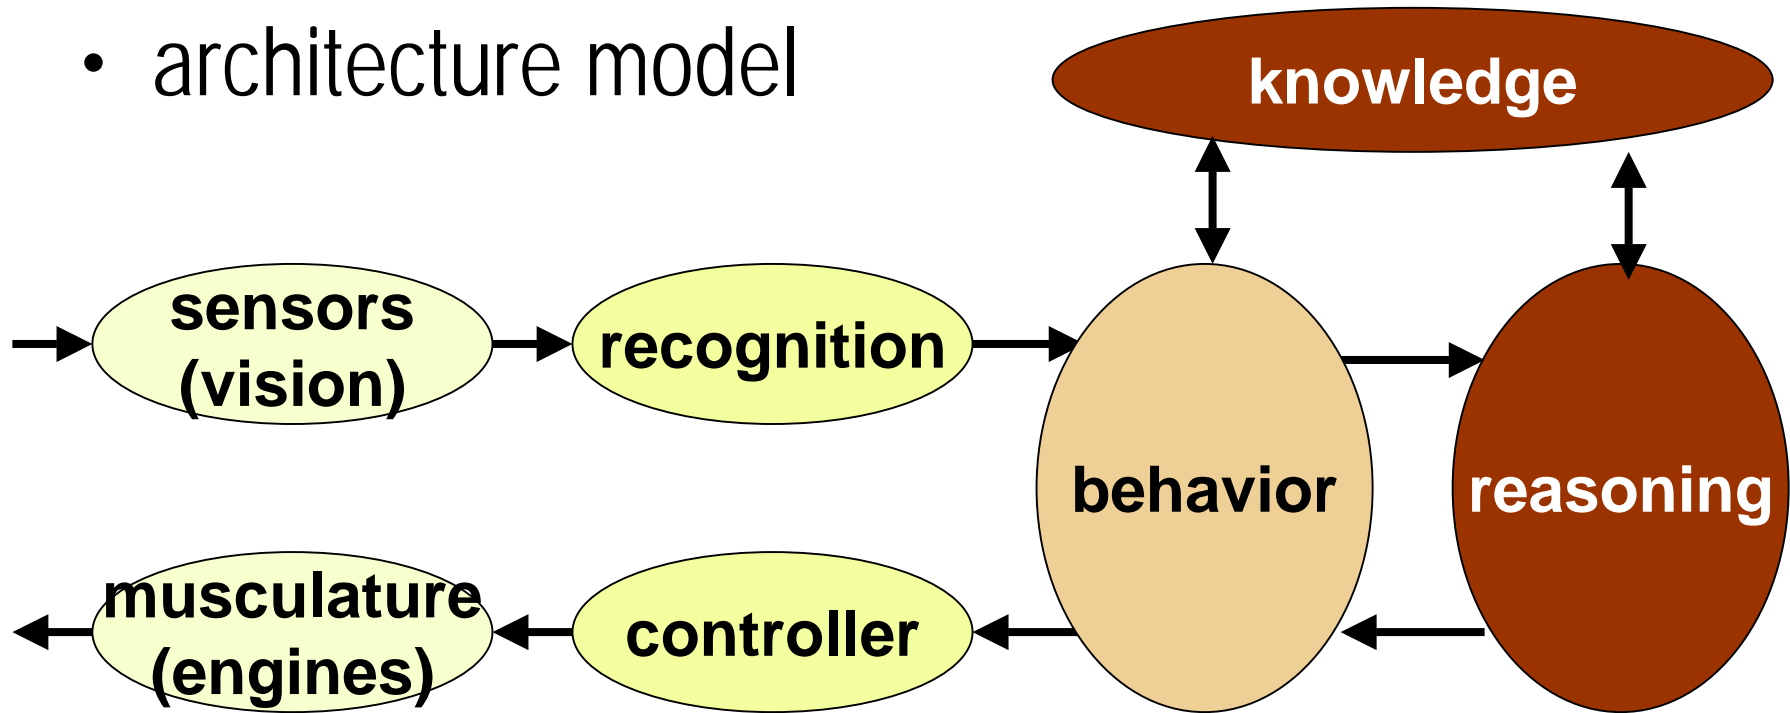 • architecture model
knowledge
sensors
(vision)
recognition
behavior
reasoning
musculature
(engines)
controller